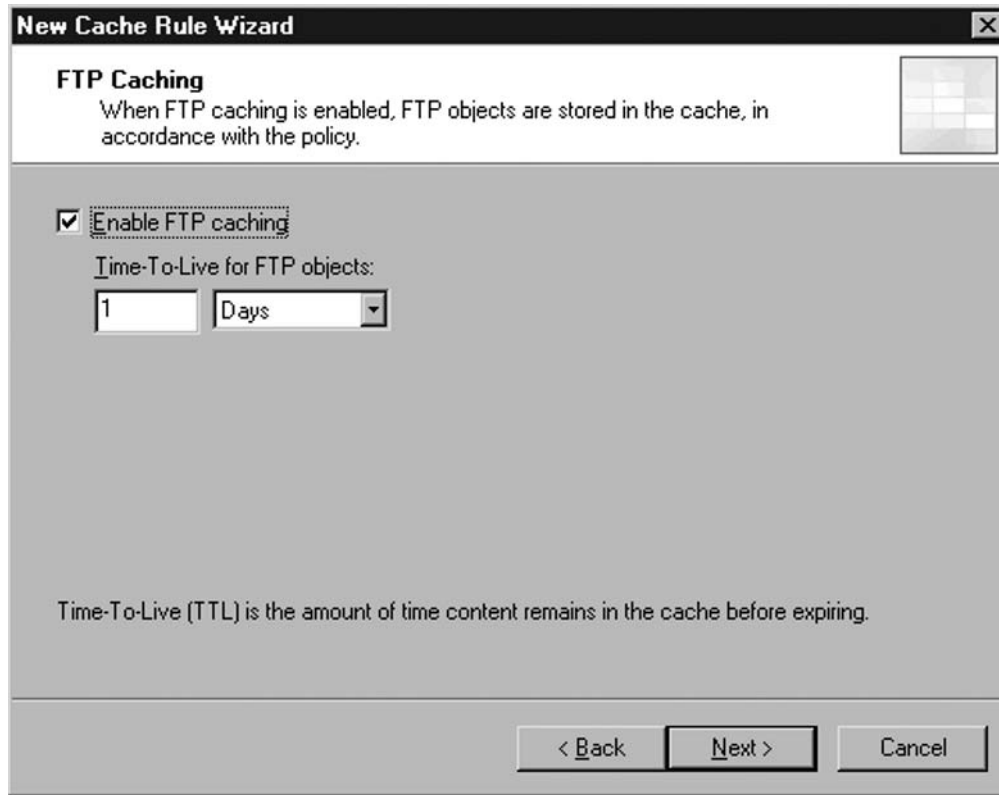 New Cache Rule Wizard
FTP Caching
When FTP caching is enabled, FTP objects are stored in the cache, in
accordance with the policy.
Enable FTP caching
Time-To-Live for FTP objects:
1 Days
Time-To-Live (TTL) is the amount of time content remains in the cache before expiring.
< Back Next > Cancel